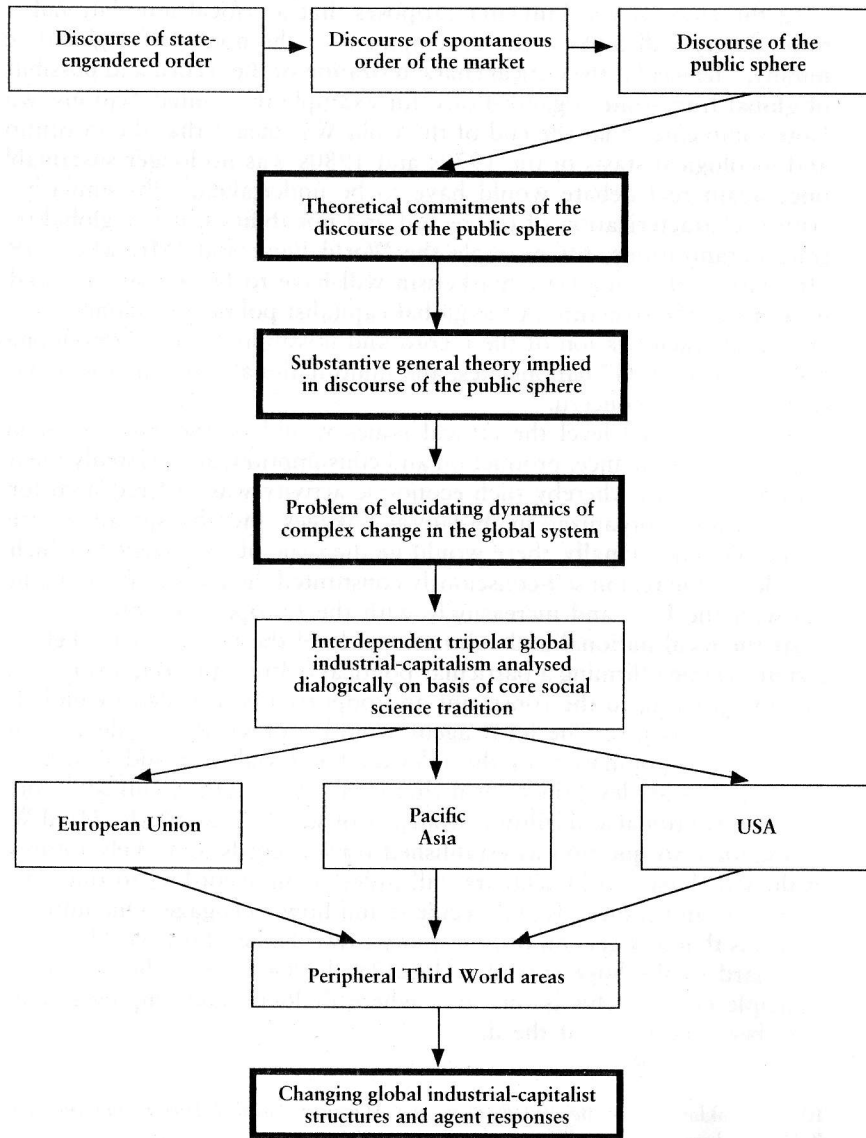 Discourse of state-
engendered order
Discourse of spontaneous
order of the market
Discourse of the
public sphere
Theoretical commitments of the
discourse of the public sphere
Substantive general theory implied
in discourse of the public sphere
Problem of elucidating dynamics of
complex change in the global system
Interdependent tripolar global
industrial-capitalism analysed
dialogically on basis of core social
science tradition
European Union
Pacific
Asia
USA
Peripheral Third World areas
Changing global industrial-capitalist
structures and agent responses